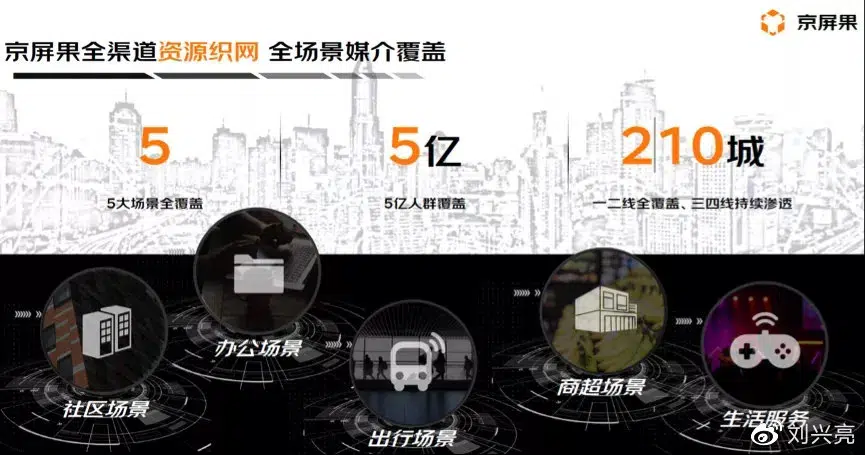 京屏果
京屏果全渠道资源织网 全场景媒介覆盖
5
5亿
210城
5大场景全覆盖
5亿人群覆盖
一二线全覆盖、三四线持续渗透
办公场景
商超场景
社区场景
出行场景
生活服务
刘兴亮